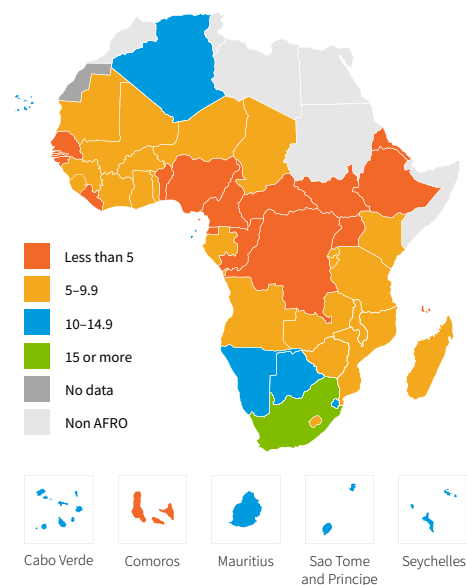 Less than 5
5–9.9
10–14.9
15 or more
No data
Non AFRO
Cabo Verde
Comoros
Mauritius
Sao Tome
and Principe
Seychelles